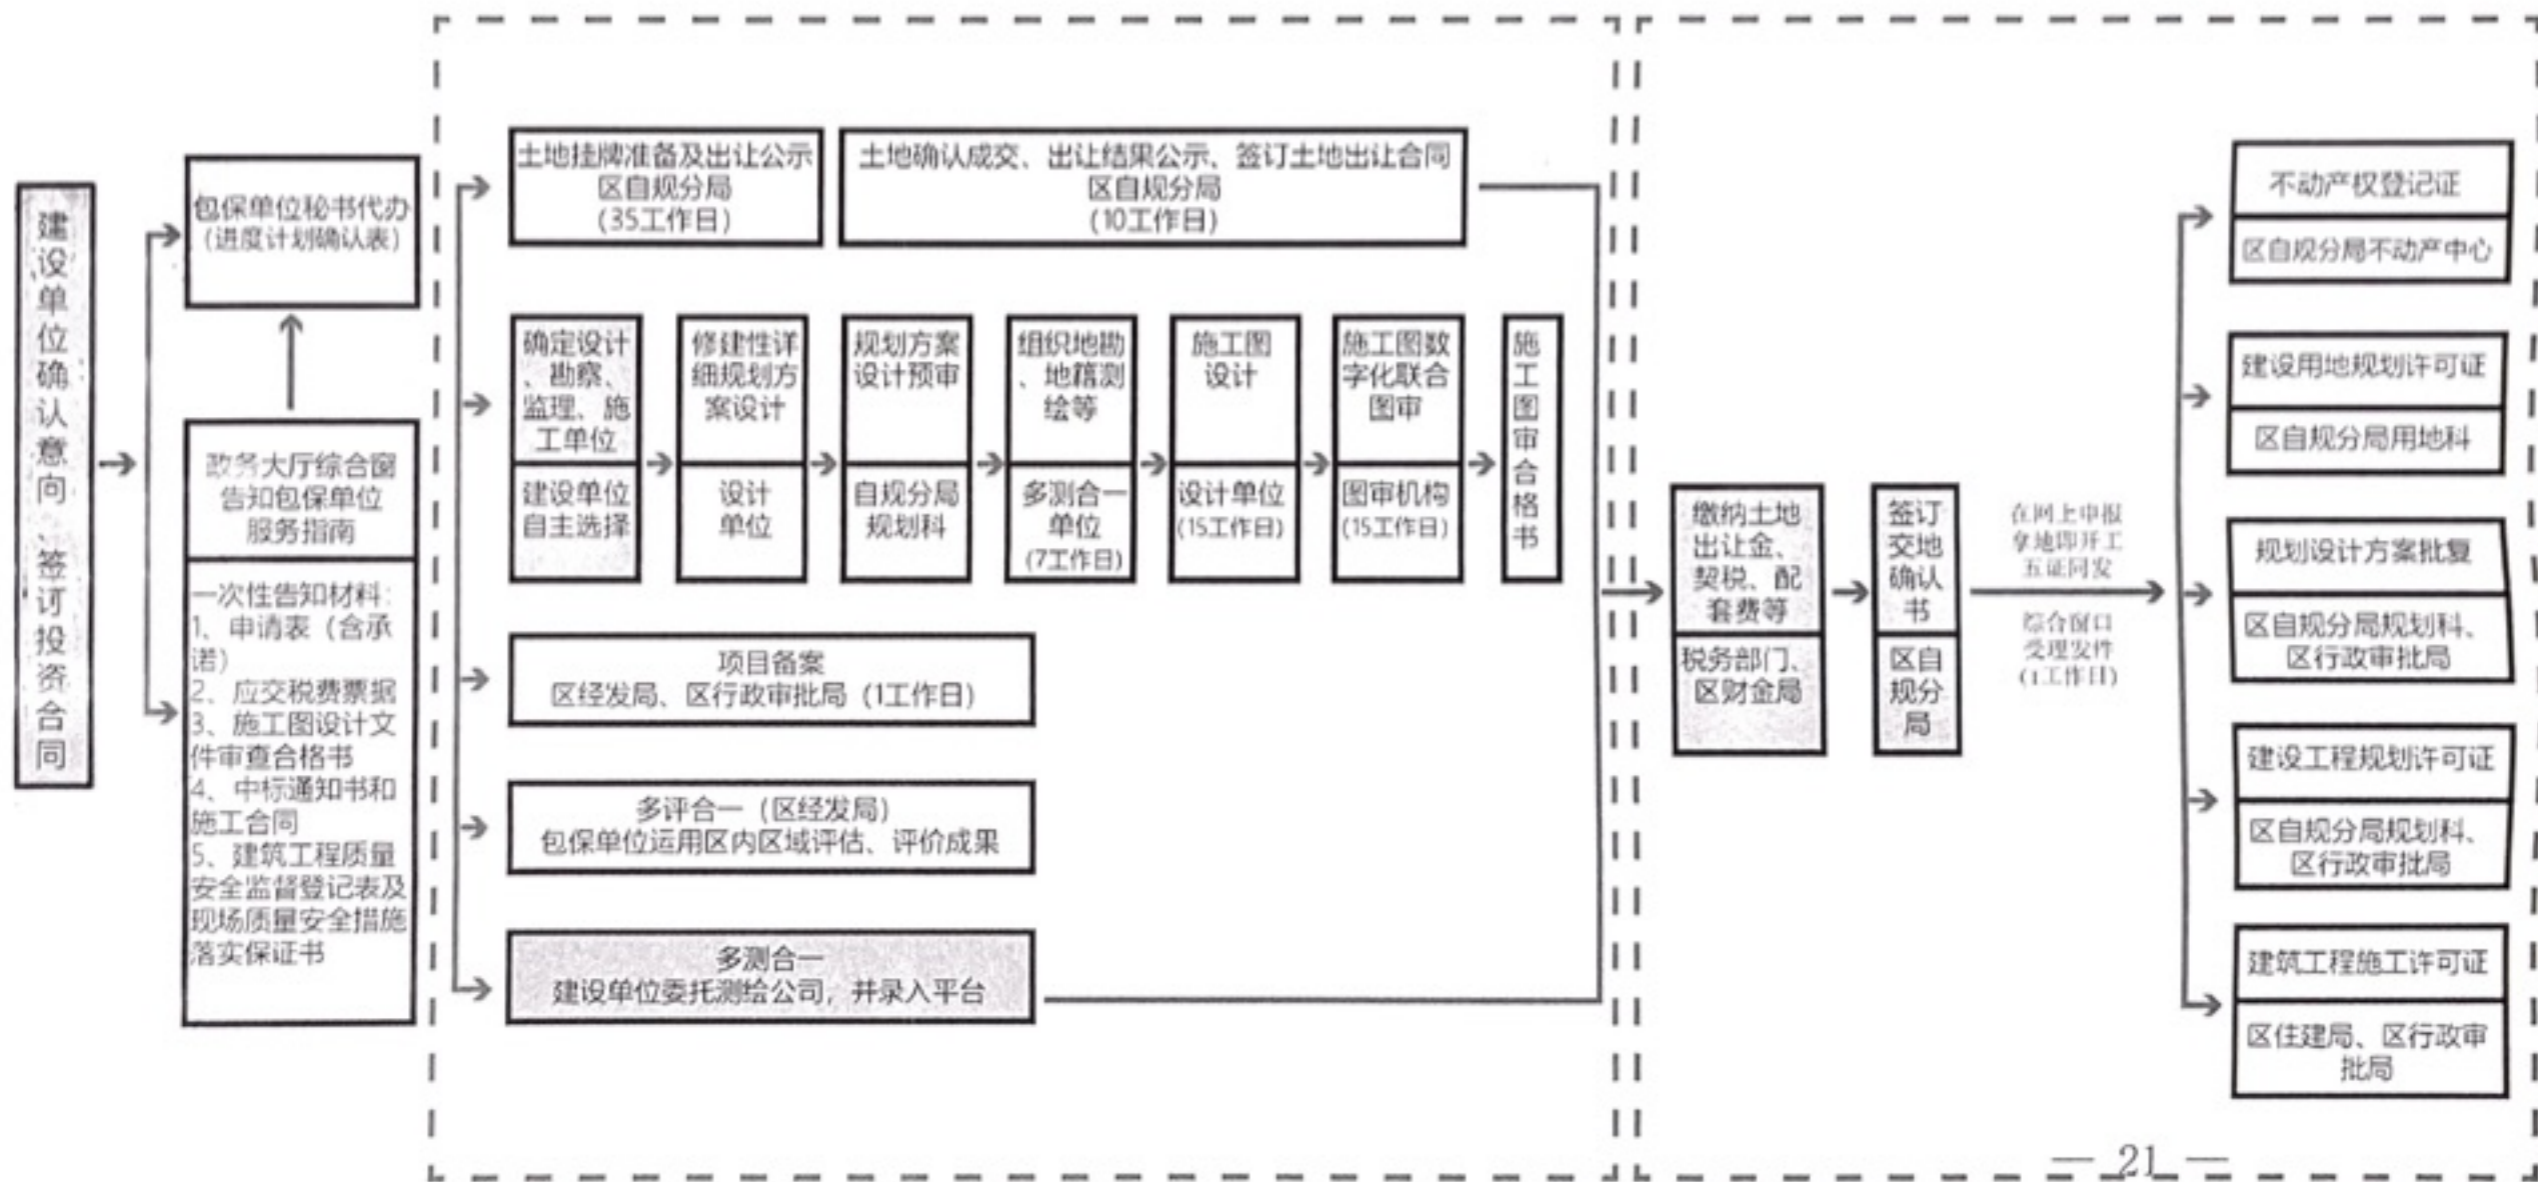 建设单位确认意向、签订投资合同
包保单位秘书代办
（进度计划确认表）
政务大厅综合窗
告知包保单位
服务指南
一次性告知材料：
1、申请表（含承
诺）
2、应交税费票据
3、施工图设计文
件审查合格书
4、中标通知书和
施工合同
5、建筑工程质量
安全监督登记表及
现场质量安全措施
落实保证书
土地挂牌准备及出让公示
区自规分局
（35工作日）
土地确认成交、出让结果公示、签订土地出让合同
区自规分局
（10工作日）
确定设计
、勘察、
监理、施
工单位
建设单位
自主选择
修建性详
细规划方
案设计
设计
单位
规划方案
设计预审
自规分局
规划科
组织地勘
、地籍测
绘等
多测合一
单位
（7工作日）
施工图
设计
设计单位
（15工作日）
施工图数
字化联合
图审
图审机构
（15工作日）
施工图审合格书
项目备案
区经发局、区行政审批局（1工作日）
多评合一（区经发局）
包保单位运用区内区域评估、评价成果
多测合一
建设单位委托测绘公司，并录入平台
缴纳土地
出让金、
契税、配
套费等
税务部门、
区财金局
签订
交地
确认
书
区自
规分
局
在网上申报
拿地即开工
五证同发
综合窗口
受理发件
（1工作日）
不动产权登记证
区自规分局不动产中心
建设用地规划许可证
区自规分局用地科
规划设计方案批复
区自规分局规划科、
区行政审批局
建设工程规划许可证
区自规分局规划科、
区行政审批局
建筑工程施工许可证
区住建局、区行政审
批局
— 21 —